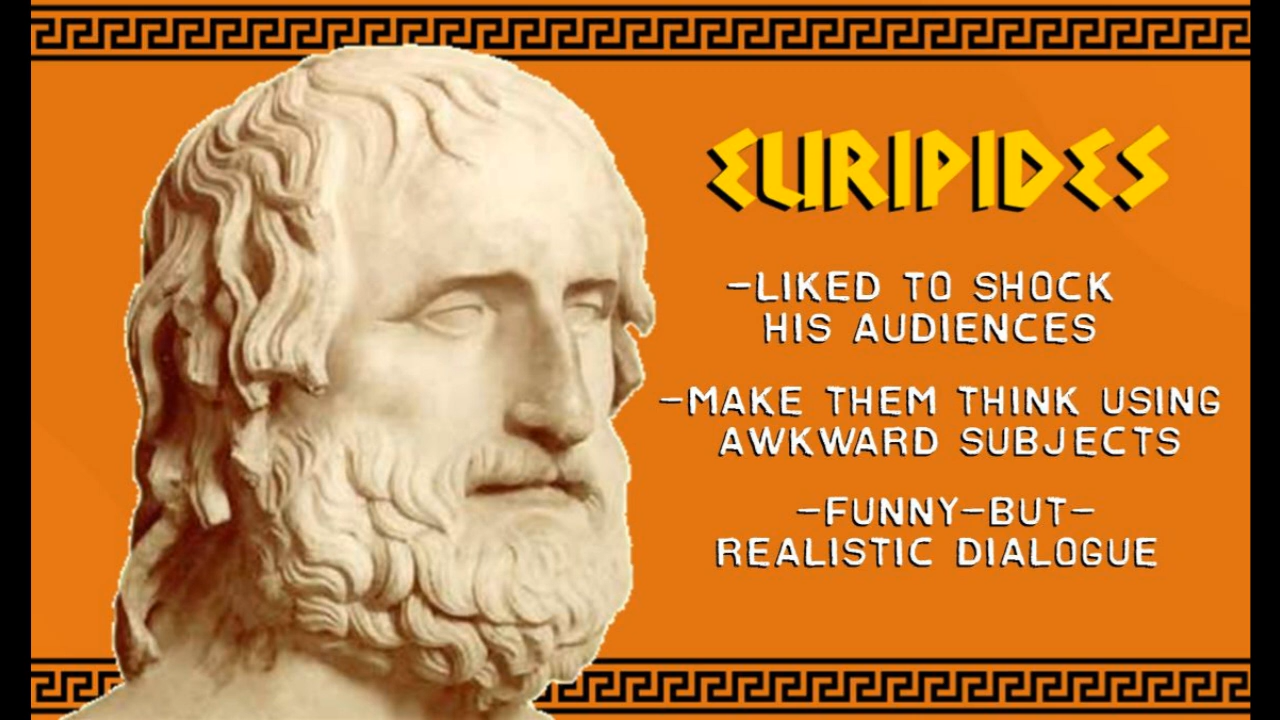 EURIPIDES
-LIKED TO SHOCK
HIS AUDIENCES
-MAKE THEM THINK USING
AWKWARD SUBJECTS
-FUNNY-BUT-
REALISTIC DIALOGUE